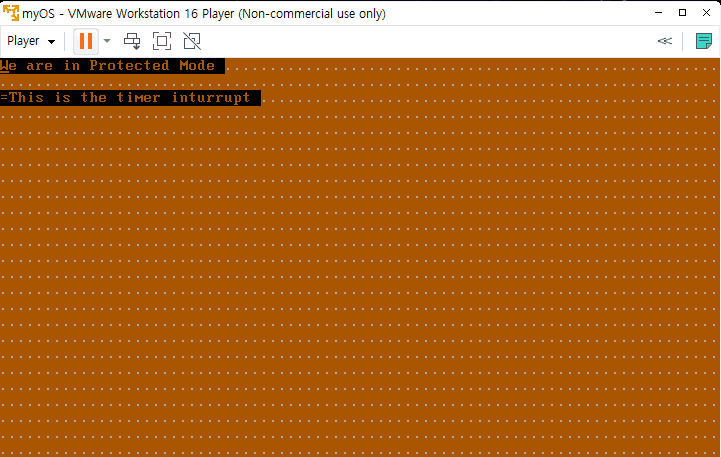 myOS - VMware Workstation 16 Player (Non-commercial use only)
Player
We are in Protected Mode
=This is the timer inturrupt